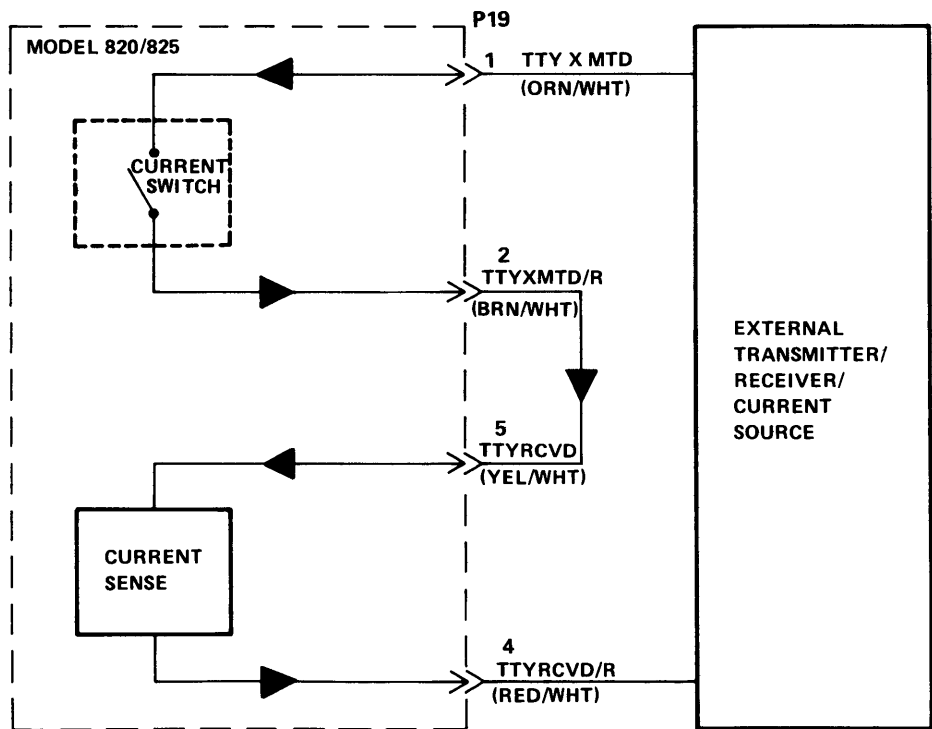 P19
MODEL 820/825
1 TTY X MTD
(ORN/WHT)
CURRENT
SWITCH
2
TTYXMTD/R
(BRN/WHT)
EXTERNAL
TRANSMITTER/
RECEIVER/
CURRENT
SOURCE
5
TTYRCVD
(YEL/WHT)
CURRENT
SENSE
4
TTYRCVD/R
(RED/WHT)